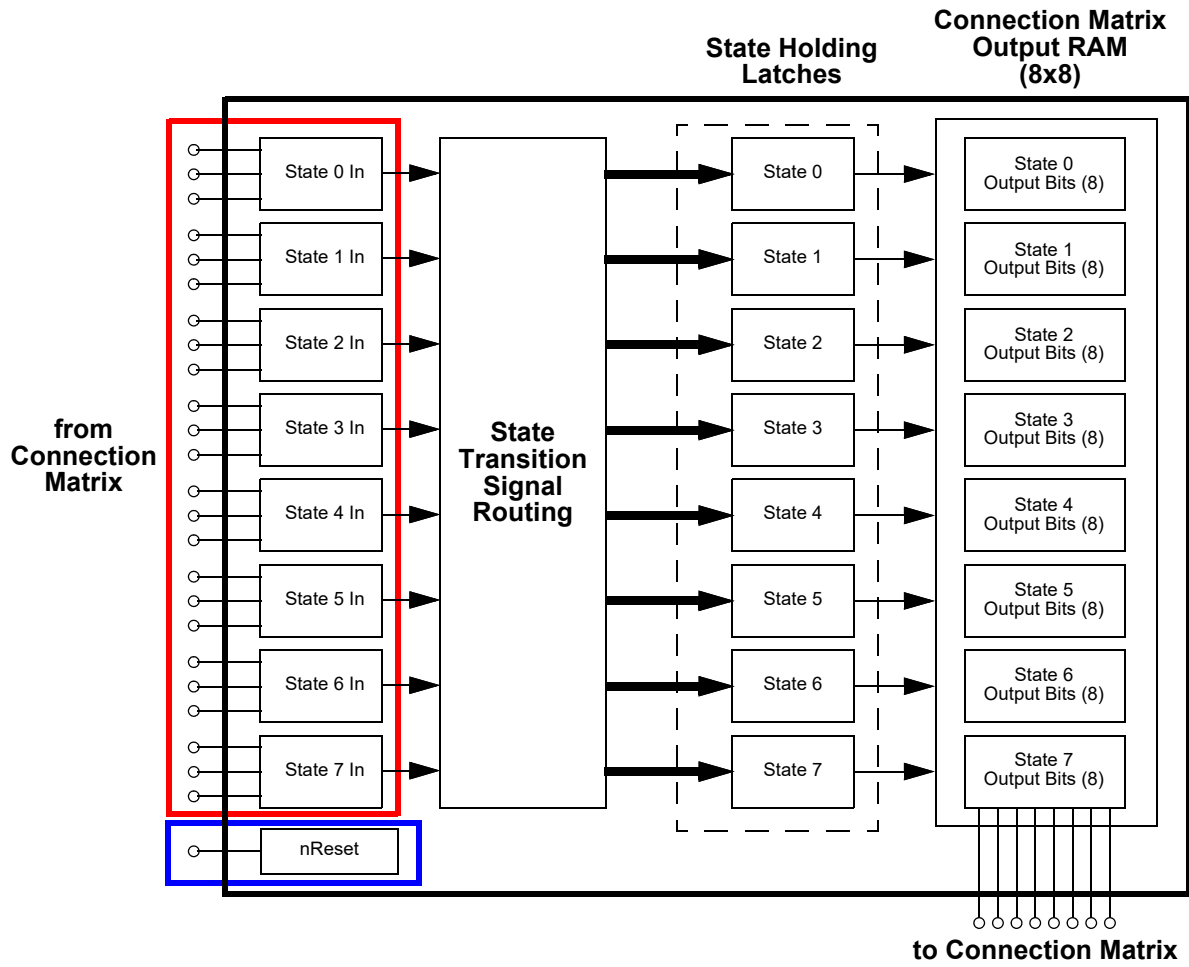 Connection Matrix
Output RAM
(8x8)
State Holding
Latches
from
Connection
Matrix
State 0 In
State 1 In
State 2 In
State 3 In
State 4 In
State 5 In
State 6 In
State 7 In
nReset
State
Transition
Signal
Routing
State 0
State 1
State 2
State 3
State 4
State 5
State 6
State 7
State 0
Output Bits (8)
State 1
Output Bits (8)
State 2
Output Bits (8)
State 3
Output Bits (8)
State 4
Output Bits (8)
State 5
Output Bits (8)
State 6
Output Bits (8)
State 7
Output Bits (8)
to Connection Matrix